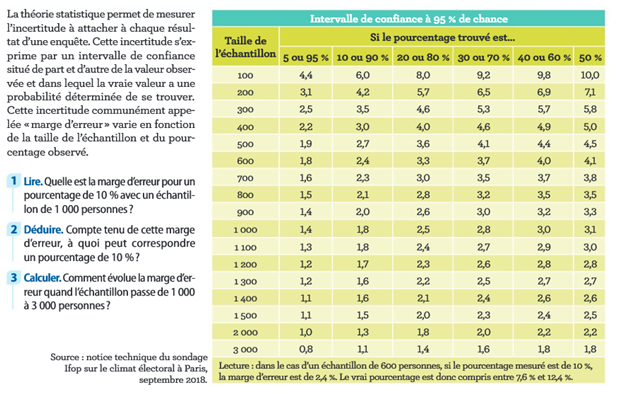 La théorie statistique permet de mesurer
l'incertitude à attacher à chaque résul-
tat d'une enquête. Cette incertitude s'ex-
prime par un intervalle de confiance
situé de part et d'autre de la valeur obser-
vée et dans lequel la vraie valeur a une
probabilité déterminée de se trouver.
Cette incertitude communément appe-
lée « marge d'erreur » varie en fonction
de la taille de l'échantillon et du pour-
centage observé.
1 Lire. Quelle est la marge d'erreur pour un
pourcentage de 10 % avec un échantil-
lon de 1 000 personnes ?
2 Déduire. Compte tenu de cette marge
d'erreur, à quoi peut correspondre
un pourcentage de 10 % ?
3 Calculer. Comment évolue la marge d'er-
reur quand l'échantillon passe de 1 000
à 3 000 personnes ?
Source : notice technique du sondage
Ifop sur le climat électoral à Paris,
septembre 2018.
Intervalle de confiance à 95 % de chance
Taille de l'échantillon Si le pourcentage trouvé est...
5 ou 95 % 10 ou 90 % 20 ou 80 % 30 ou 70 % 40 ou 60 % 50 %
100 4,4 6,0 8,0 9,2 9,8 10,0
200 3,1 4,2 5,7 6,5 6,9 7,1
300 2,5 3,5 4,6 5,3 5,7 5,8
400 2,2 3,0 4,0 4,6 4,9 5,0
500 1,9 2,7 3,6 4,1 4,4 4,5
600 1,8 2,4 3,3 3,7 4,0 4,1
700 1,6 2,3 3,0 3,5 3,7 3,8
800 1,5 2,1 2,8 3,2 3,5 3,5
900 1,4 2,0 2,6 3,0 3,2 3,3
1 000 1,4 1,8 2,5 2,8 3,0 3,1
1 100 1,3 1,8 2,4 2,7 2,9 3,0
1 200 1,2 1,7 2,3 2,6 2,8 2,8
1 300 1,2 1,6 2,2 2,5 2,7 2,7
1 400 1,1 1,6 2,1 2,4 2,6 2,6
1 500 1,1 1,5 2,0 2,3 2,4 2,5
2 000 1,0 1,3 1,8 2,0 2,2 2,2
3 000 0,8 1,1 1,4 1,6 1,8 1,8
Lecture : dans le cas d'un échantillon de 600 personnes, si le pourcentage mesuré est de 10 %,
la marge d'erreur est de 2,4 %. Le vrai pourcentage est donc compris entre 7,6 % et 12,4 %.